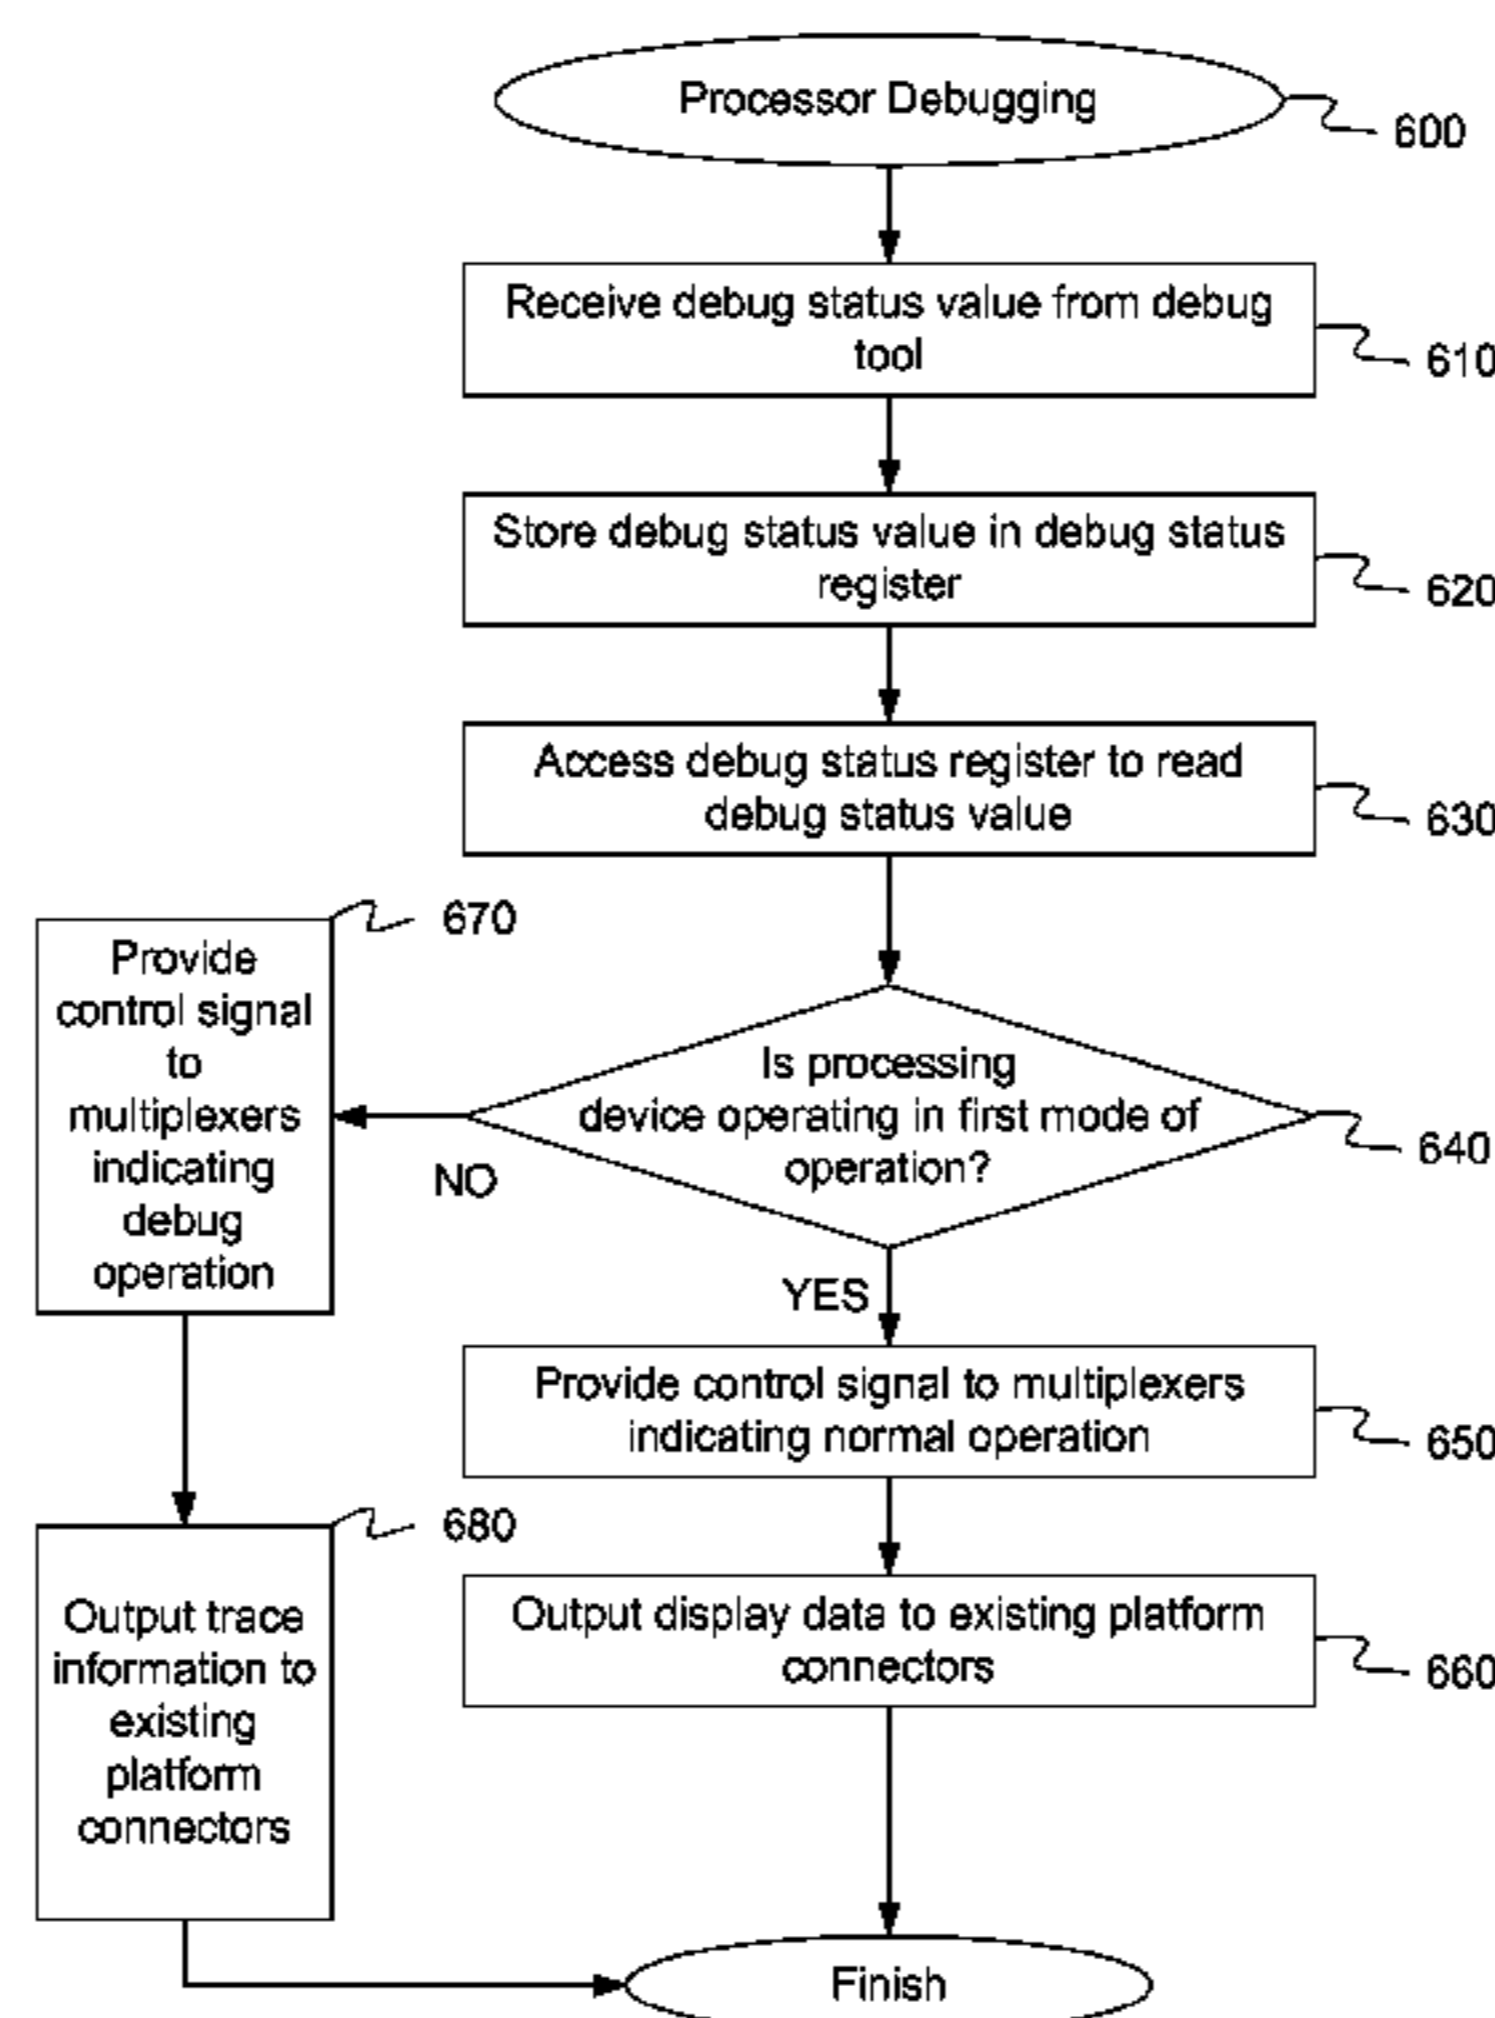 Processor Debugging
600
Receive debug status value from debug
tool
610
Store debug status value in debug status
register
620
Access debug status register to read
debug status value
630
670
Provide
control signal
to
multiplexers
indicating
debug
operation
Is processing
device operating in first mode of
operation?
640
NO
YES
Provide control signal to multiplexers
indicating normal operation
650
680
Output trace
information to
existing
platform
connectors
Output display data to existing platform
connectors
660
Finish